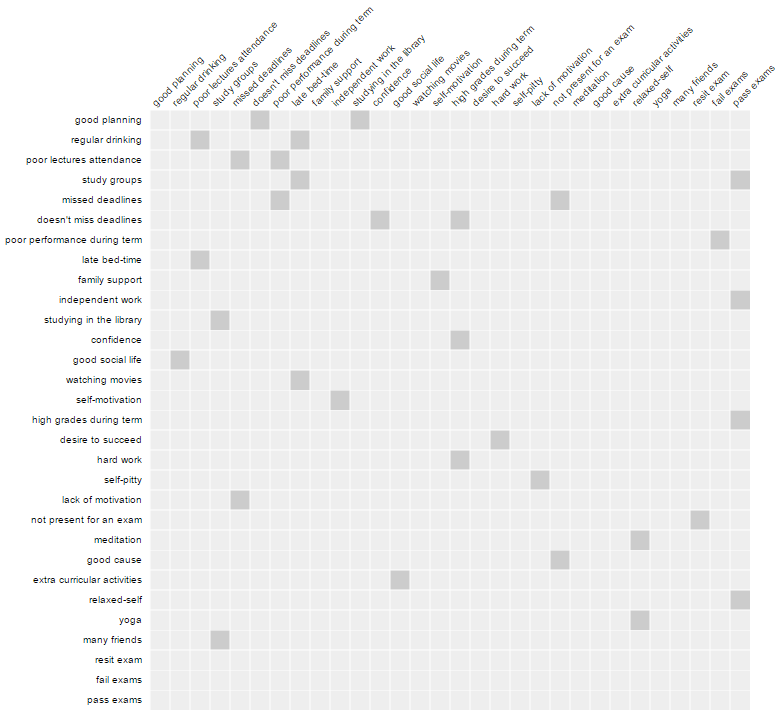 good planning
regular drinking
poor lectures attendance
study groups
missed deadlines
doesn't miss deadlines
poor performance during term
late bed-time
family support
independent work
studying in the library
confidence
good social life
watching movies
self-motivation
high grades during term
desire to succeed
hard work
self-pitty
lack of motivation
not present for an exam
meditation
good cause
extra curricular activities
relaxed-self
yoga
many friends
resit exam
fail exams
pass exams
good planning
regular drinking
poor lectures attendance
study groups
missed deadlines
doesn't miss deadlines
poor performance during term
late bed-time
family support
independent work
studying in the library
confidence
good social life
watching movies
self-motivation
high grades during term
desire to succeed
hard work
self-pitty
lack of motivation
not present for an exam
meditation
good cause
extra curricular activities
relaxed-self
yoga
many friends
resit exam
fail exams
pass exams